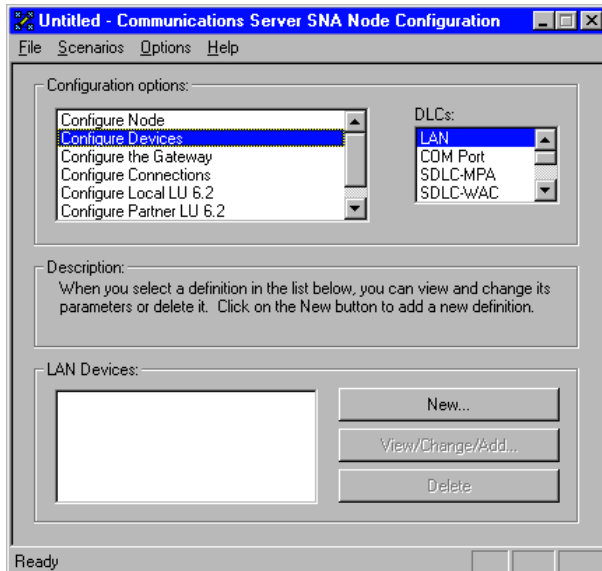 Untitled - Communications Server SNA Node Configuration
File Scenarios Options Help
Configuration options:
Configure Node
Configure Devices
Configure the Gateway
Configure Connections
Configure Local LU 6.2
Configure Partner LU 6.2
DLCs:
LAN
COM Port
SDLC-MPA
SDLC-WAC
Description:
When you select a definition in the list below, you can view and change its
parameters or delete it. Click on the New button to add a new definition.
LAN Devices:
New...
View/Change/Add...
Delete
Ready